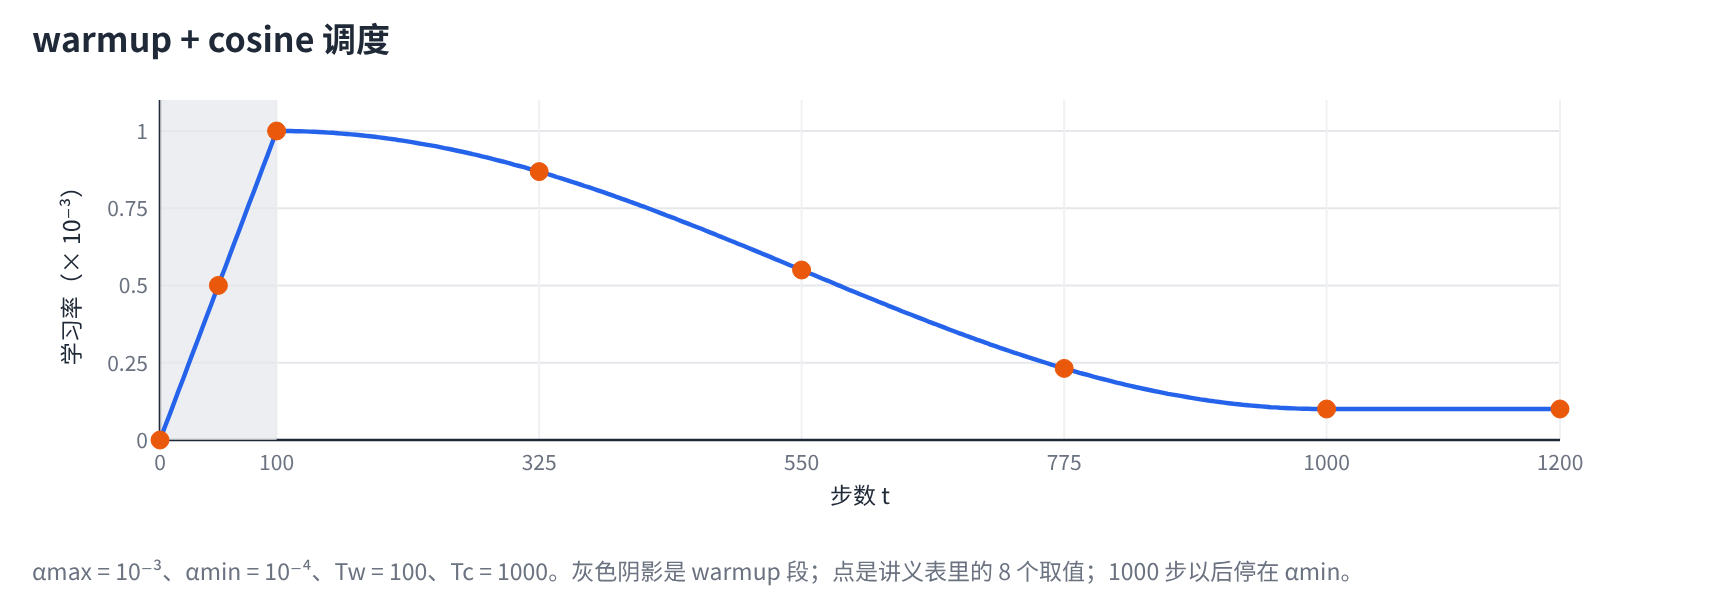 warmup + cosine 调度
学习率（× 10⁻³）
1
0.75
0.5
0.25
0
0 100 325 550 775 1000 1200
步数 t
αmax = 10⁻³、αmin = 10⁻⁴、Tw = 100、Tc = 1000。灰色阴影是 warmup 段；点是讲义表里的 8 个取值；1000 步以后停在 αmin。